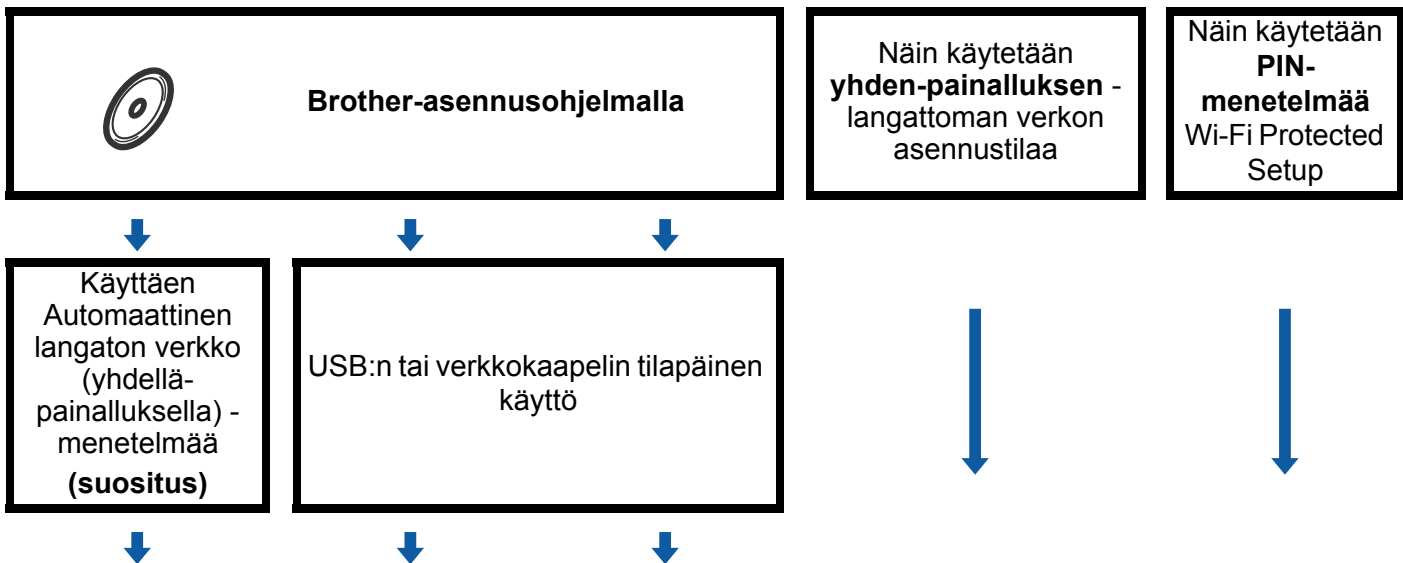 Brother-asennusohjelmalla
Näin käytetään
yhden-painalluksen -
langattoman verkon
asennustilaa
Näin käytetään
PIN-
menetelmää
Wi-Fi Protected
Setup
Käyttäen
Automaattinen
langaton verkko
(yhdellä-
painalluksella) -
menetelmää
(suositus)
USB:n tai verkkokaapelin tilapäinen
käyttö